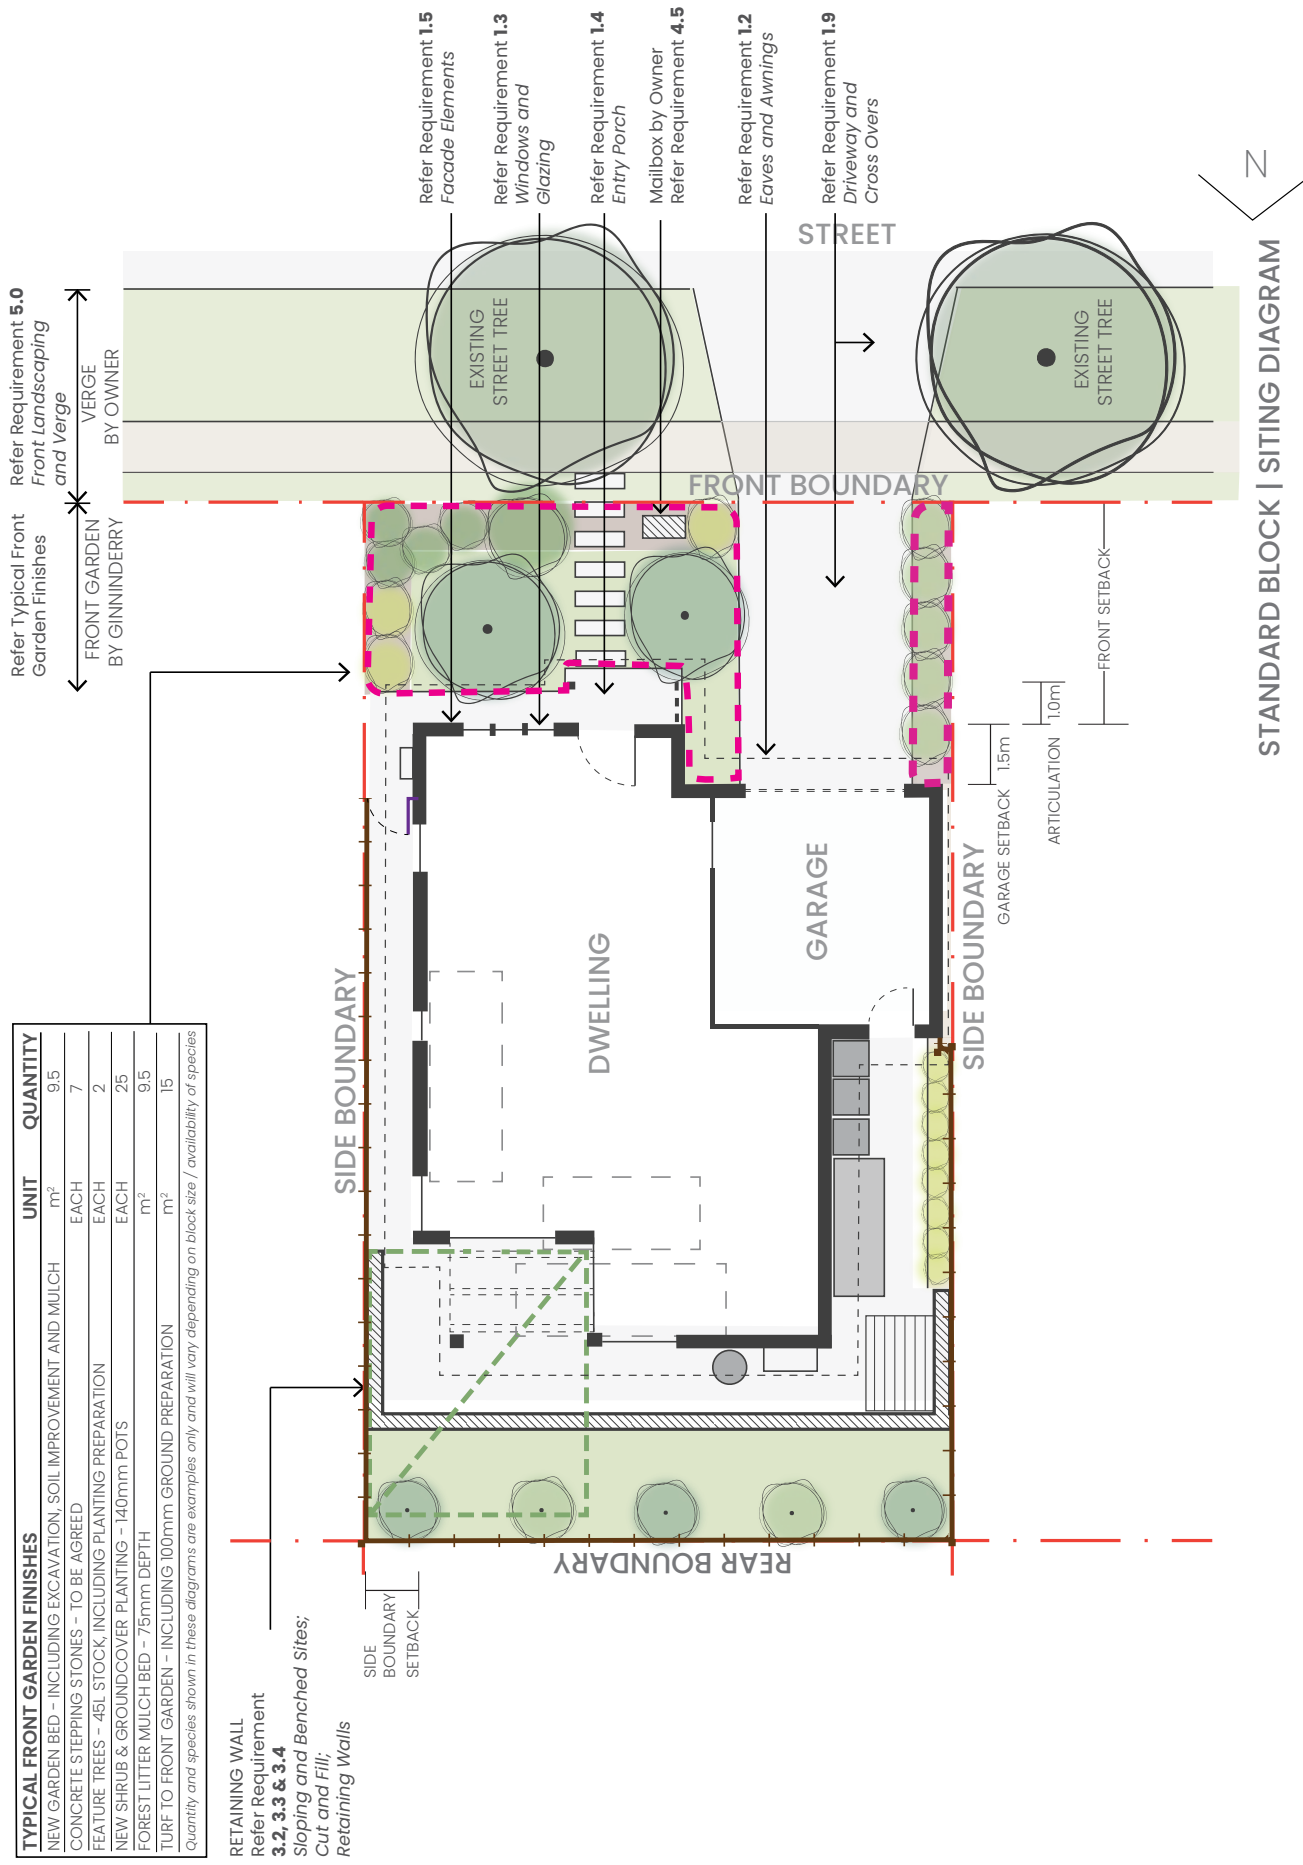 TYPICAL FRONT GARDEN FINISHES UNIT QUANTITY
NEW GARDEN BED - INCLUDING EXCAVATION, SOIL IMPROVEMENT AND MULCH m² 9.5
CONCRETE STEPPING STONES - TO BE AGREED EACH 7
FEATURE TREES - 45L STOCK, INCLUDING PLANTING PREPARATION EACH 2
NEW SHRUB & GROUNDCOVER PLANTING - 140mm POTS EACH 25
FOREST LITTER MULCH BED - 75mm DEPTH m² 9.5
TURF TO FRONT GARDEN - INCLUDING 100mm GROUND PREPARATION m² 15
Quantity and species shown in these diagrams are examples only and will vary depending on block size / availability of species
Refer Typical Front
Garden Finishes
FRONT GARDEN
BY GINNINDERRY
Refer Requirement 5.0
Front Landscaping
and Verge
VERGE
BY OWNER
RETAINING WALL
Refer Requirement
3.2, 3.3 & 3.4
Sloping and Benched Sites;
Cut and Fill;
Retaining Walls
SIDE
BOUNDARY
SETBACK
SIDE BOUNDARY
REAR BOUNDARY
DWELLING
GARAGE
SIDE BOUNDARY
FRONT BOUNDARY
STREET
EXISTING
STREET TREE
EXISTING
STREET TREE
Refer Requirement 1.5
Facade Elements
Refer Requirement 1.3
Windows and
Glazing
Refer Requirement 1.4
Entry Porch
Mailbox by Owner
Refer Requirement 4.5
Refer Requirement 1.2
Eaves and Awnings
Refer Requirement 1.9
Driveway and
Cross Overs
GARAGE SETBACK 1.5m
ARTICULATION 1.0m
FRONT SETBACK
N
STANDARD BLOCK | SITING DIAGRAM